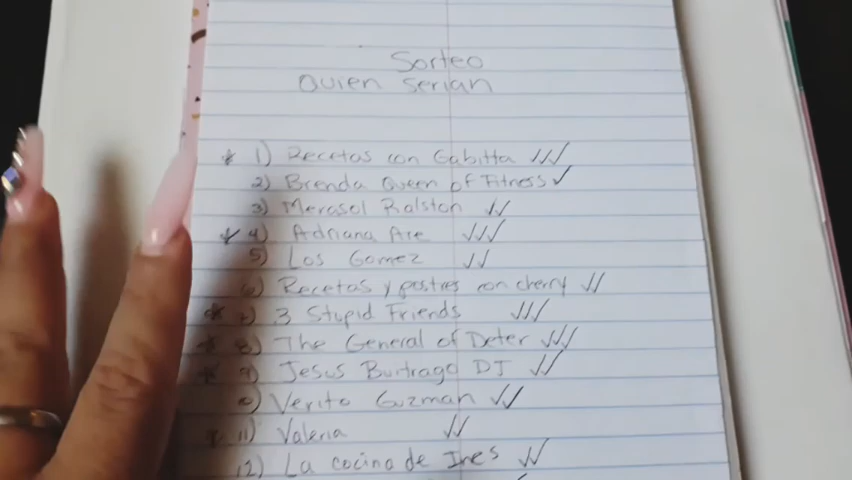 Sorteo
Quien serian
* 1) Recetas con Gabitta ✓✓✓
2) Brenda Queen of Fitness ✓
3) Merasol Ralston ✓✓
✓ 4) Adriana Are ✓✓✓
5) Los Gomez ✓✓
6) Recetas y postres con cherry ✓✓
* 7) 3 Stupid Friends ✓✓✓
* 8) The General of Deter ✓✓✓
* 9) Jesus Buitrago DJ ✓✓
10) Verito Guzman ✓✓
* 11) Valeria ✓✓
12) La cocina de Ines ✓✓